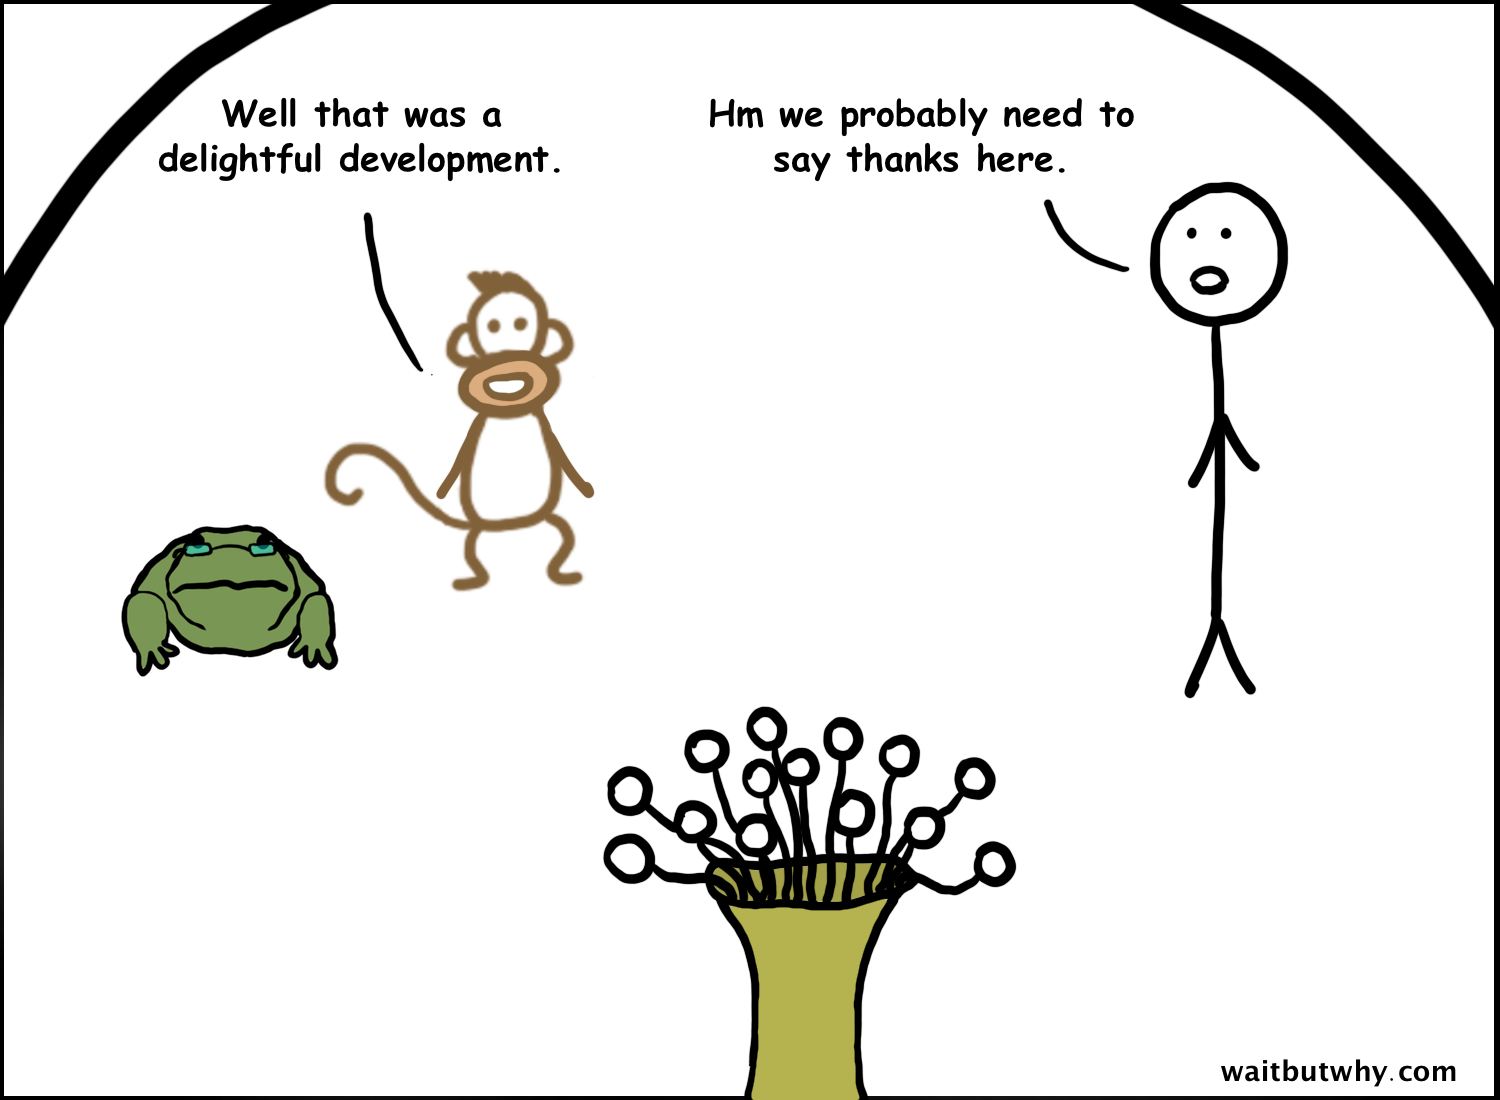 Well that was a
delightful development.
Hm we probably need to
say thanks here.
waitbutwhy.com